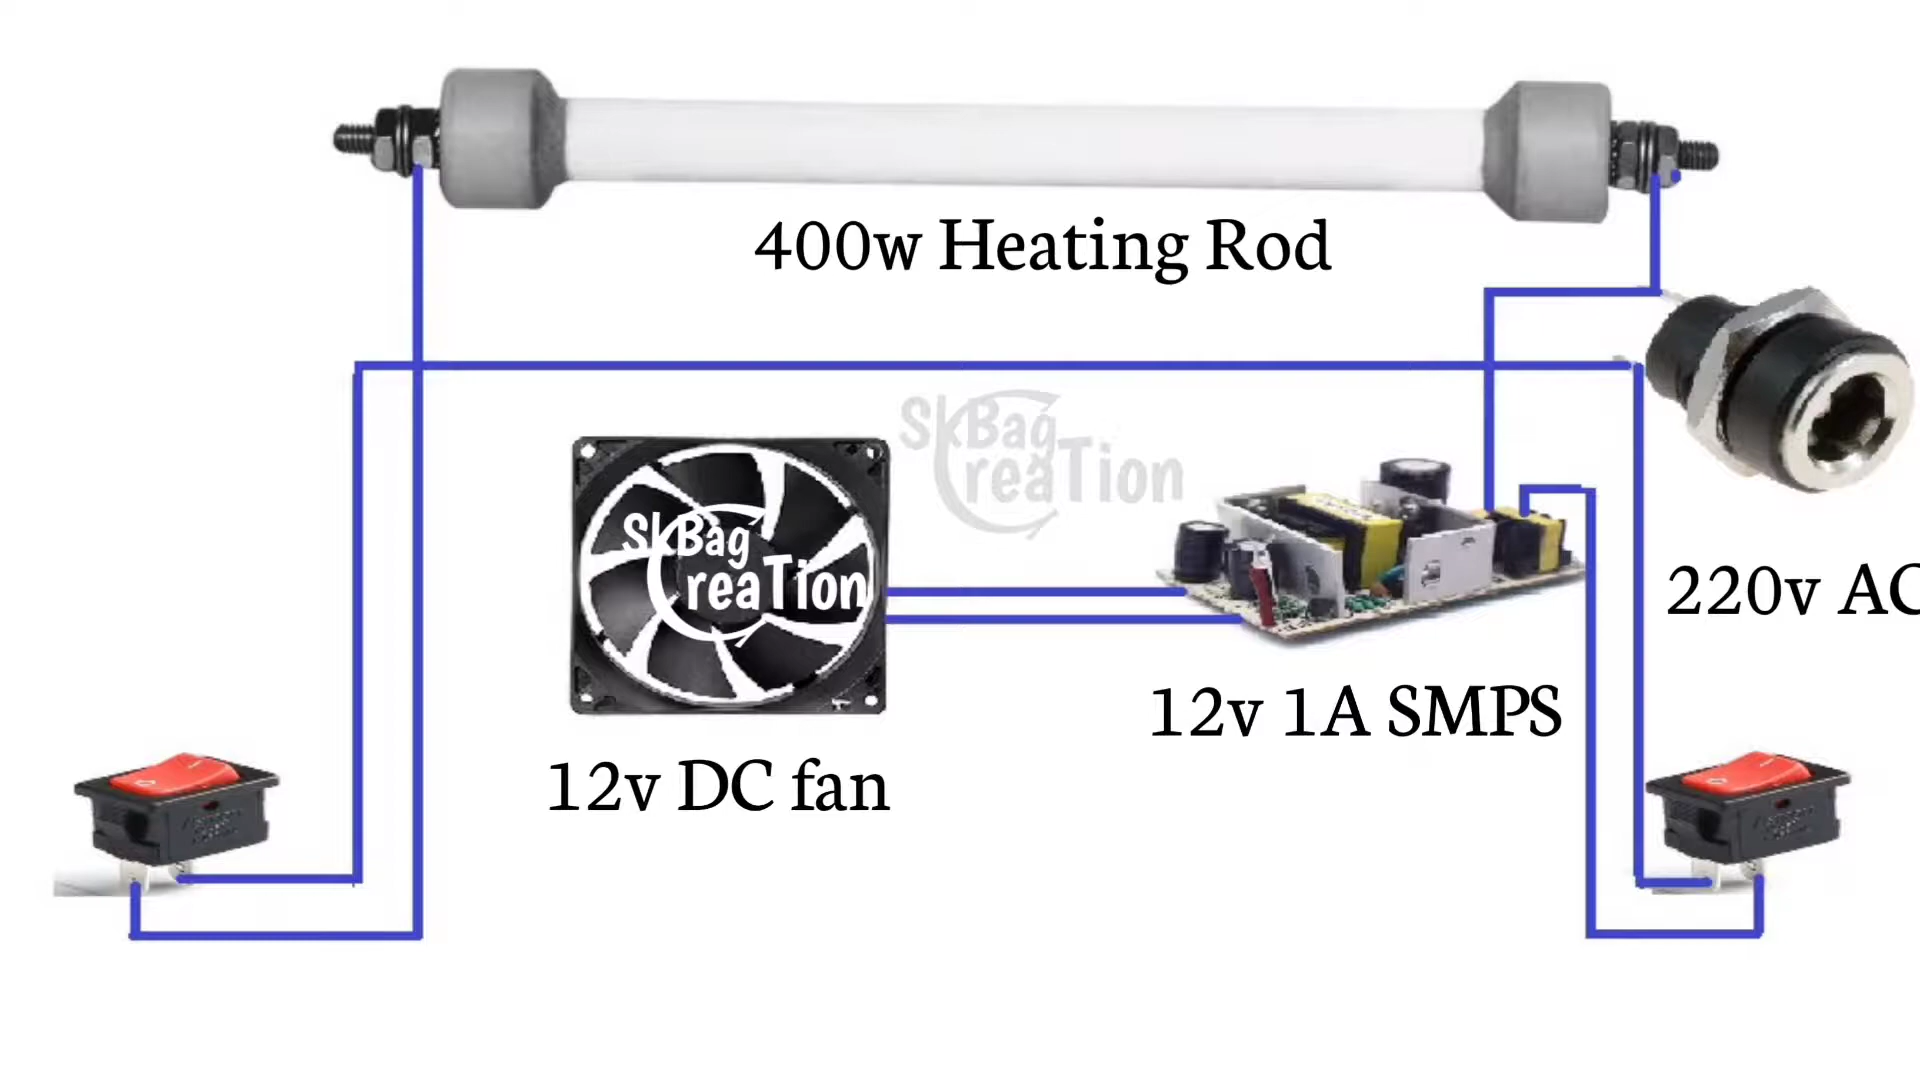 400w Heating Rod
SkBag
reaTion
SkBag
reaTion
220v AC
12v 1A SMPS
12v DC fan